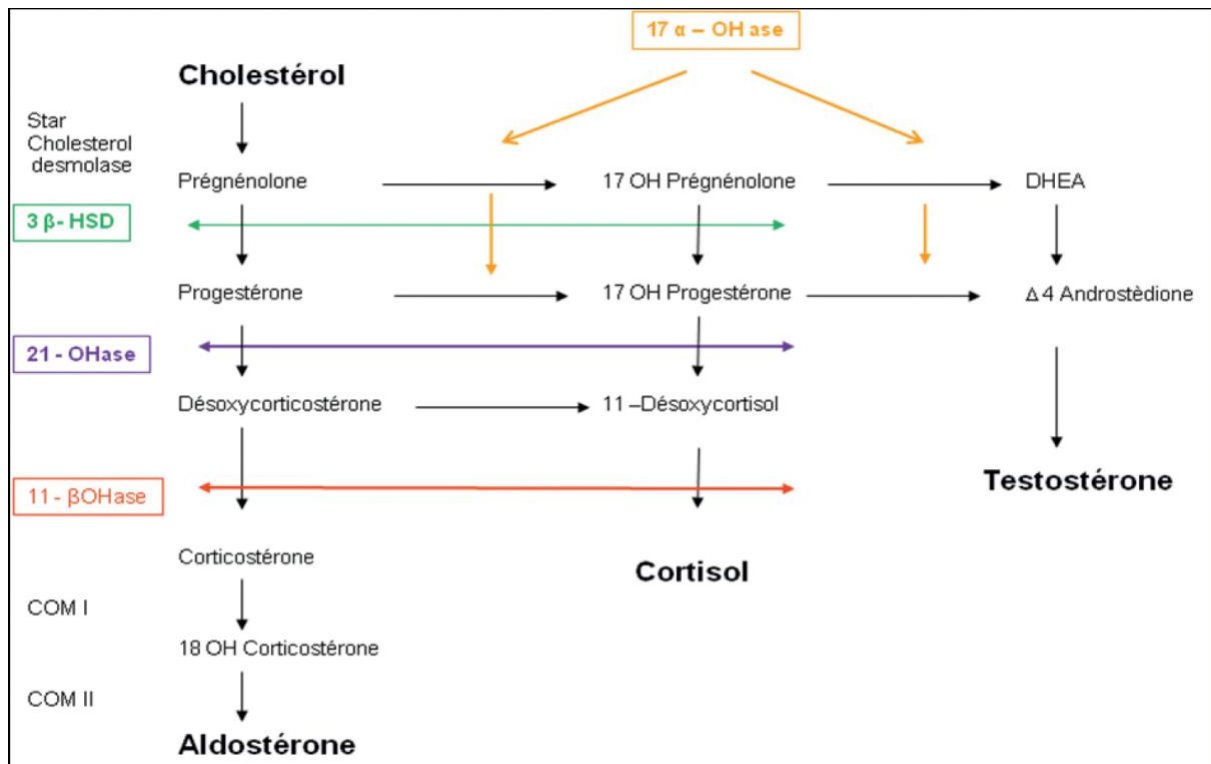 17 α – OH ase
Cholestérol
Star
Cholesterol
desmolase
Prégnénolone
17 OH Prégnénolone
DHEA
3 β- HSD
Progestérone
17 OH Progestérone
Δ 4 Androstèdione
21 - OHase
Désoxycorticostérone
11 –Désoxycortisol
11 - βOHase
Testostérone
Corticostérone
Cortisol
COM I
18 OH Corticostérone
COM II
Aldostérone